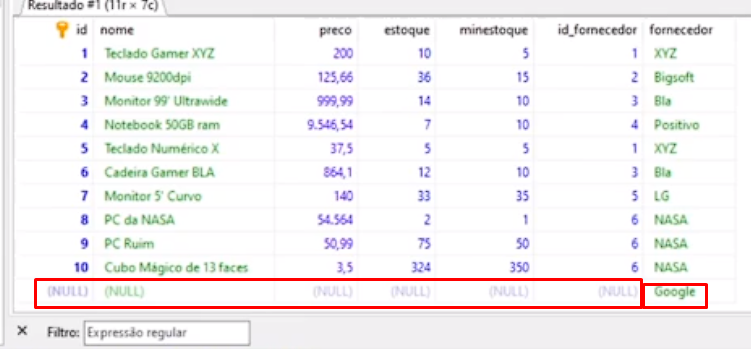 Resultado #1 (11r × 7c)
id nome preco estoque minestoque id_fornecedor fornecedor
1 Teclado Gamer XYZ 200 10 5 1 XYZ
2 Mouse 9200dpi 125,66 36 15 2 Bigsoft
3 Monitor 99' Ultrawide 999,99 14 10 3 Bla
4 Notebook 50GB ram 9.546,54 7 10 4 Positivo
5 Teclado Numérico X 37,5 5 5 1 XYZ
6 Cadeira Gamer BLA 864,1 12 10 3 Bla
7 Monitor 5' Curvo 140 33 35 5 LG
8 PC da NASA 54.564 2 1 6 NASA
9 PC Ruim 50,99 75 50 6 NASA
10 Cubo Mágico de 13 faces 3,5 324 350 6 NASA
(NULL) (NULL) (NULL) (NULL) (NULL) (NULL) Google
× Filtro: Expressão regular